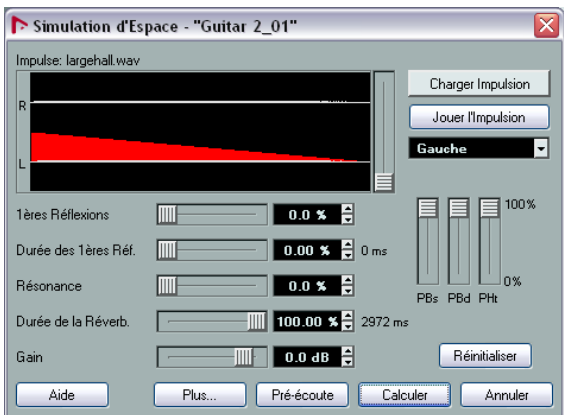 Simulation d'Espace - "Guitar 2_01"
Impulse: largehall.wav
R
L
Charger Impulsion
Jouer l'Impulsion
Gauche
1ères Réflexions 0.0 %
Durée des 1ères Réf. 0.00 % 0 ms
Résonance 0.0 %
Durée de la Réverb. 100.00 % 2972 ms
Gain 0.0 dB
100%
0%
PBs PBd PHt
Réinitialiser
Aide Plus... Pré-écoute Calculer Annuler